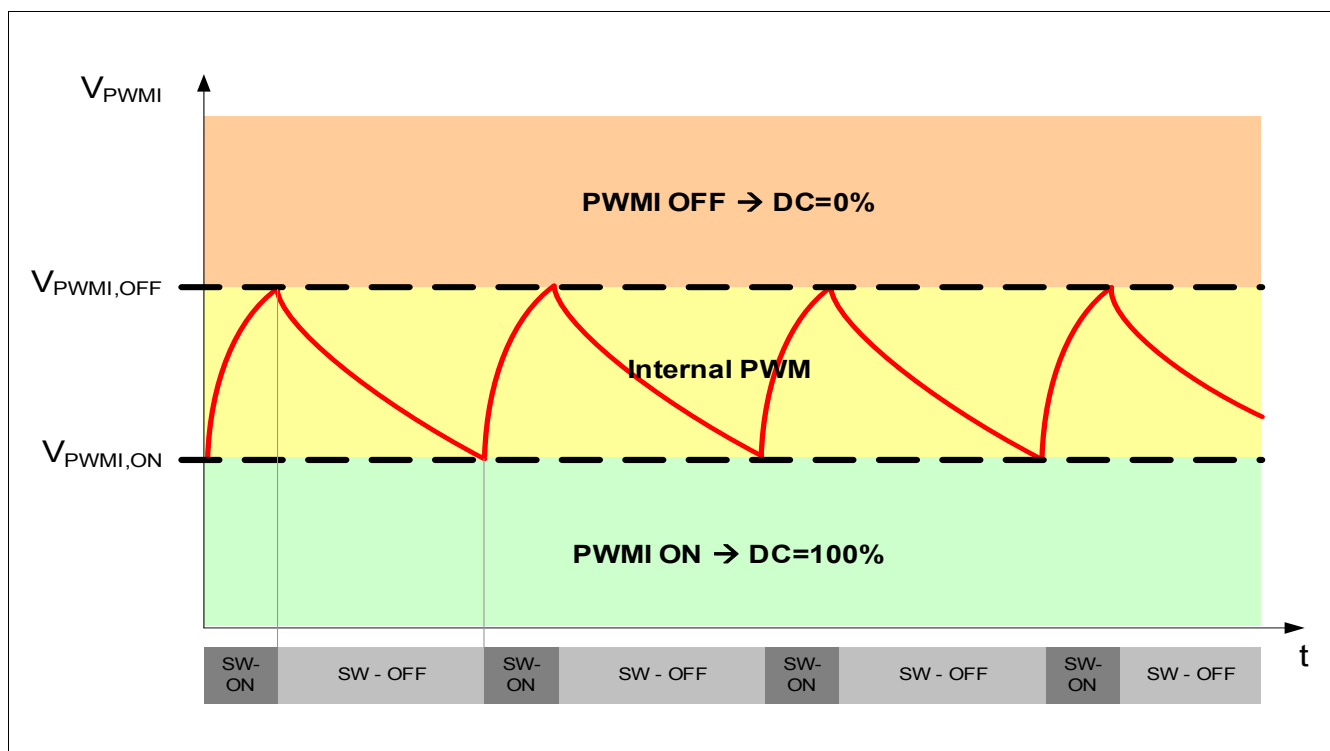 VPWMI
PWMI OFF → DC=0%
VPWMI,OFF
Internal PWM
VPWMI,ON
PWMI ON → DC=100%
t
SW-
ON
SW - OFF
SW-
ON
SW - OFF
SW-
ON
SW - OFF
SW-
ON
SW - OFF